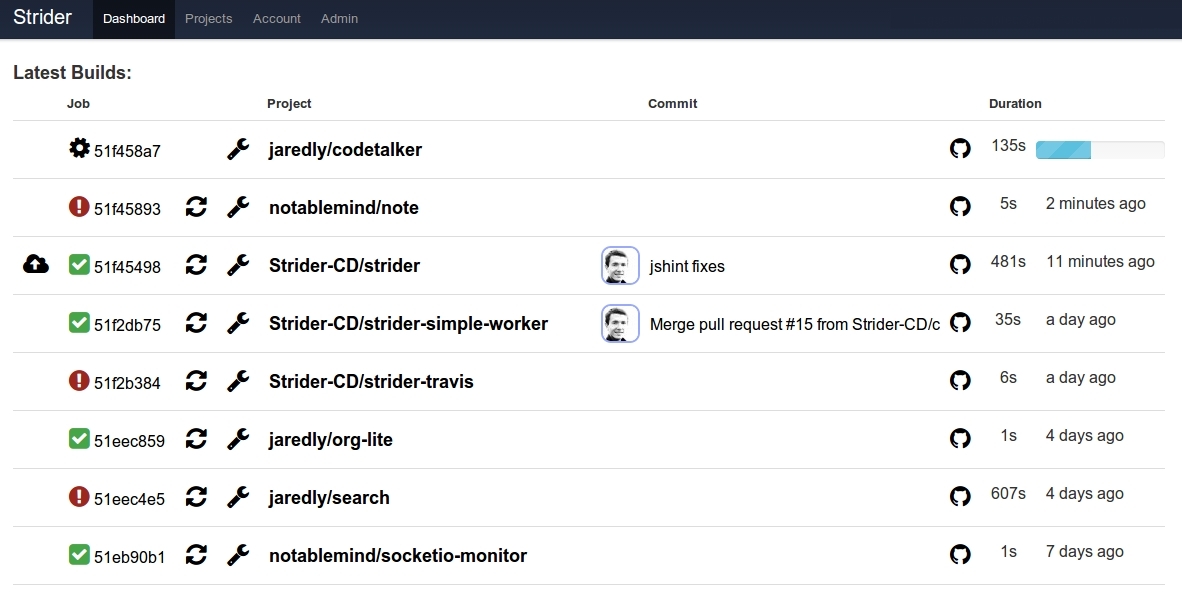 Strider Dashboard Projects Account Admin
Latest Builds:
Job Project Commit Duration
51f458a7 jaredly/codetalker 135s
51f45893 notablemind/note 5s 2 minutes ago
51f45498 Strider-CD/strider jshint fixes 481s 11 minutes ago
51f2db75 Strider-CD/strider-simple-worker Merge pull request #15 from Strider-CD/c 35s a day ago
51f2b384 Strider-CD/strider-travis 6s a day ago
51eec859 jaredly/org-lite 1s 4 days ago
51eec4e5 jaredly/search 607s 4 days ago
51eb90b1 notablemind/socketio-monitor 1s 7 days ago